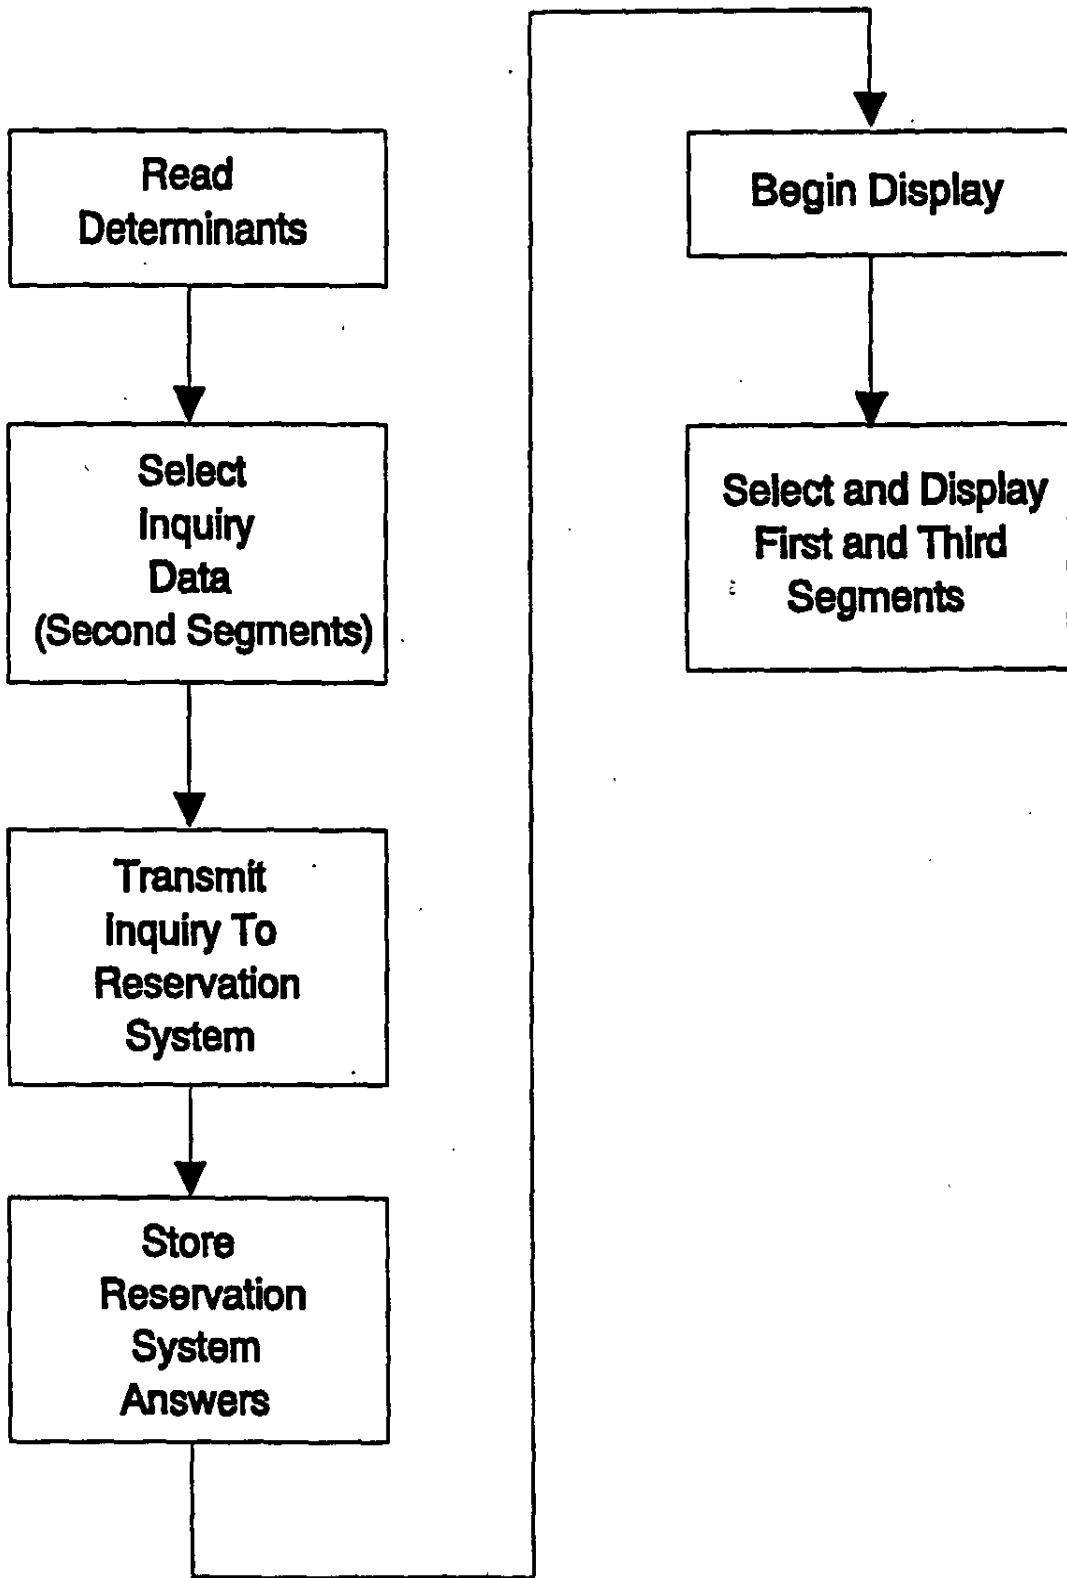 Read
Determinants
Select
Inquiry
Data
(Second Segments)
Transmit
Inquiry To
Reservation
System
Store
Reservation
System
Answers
Begin Display
Select and Display
First and Third
Segments